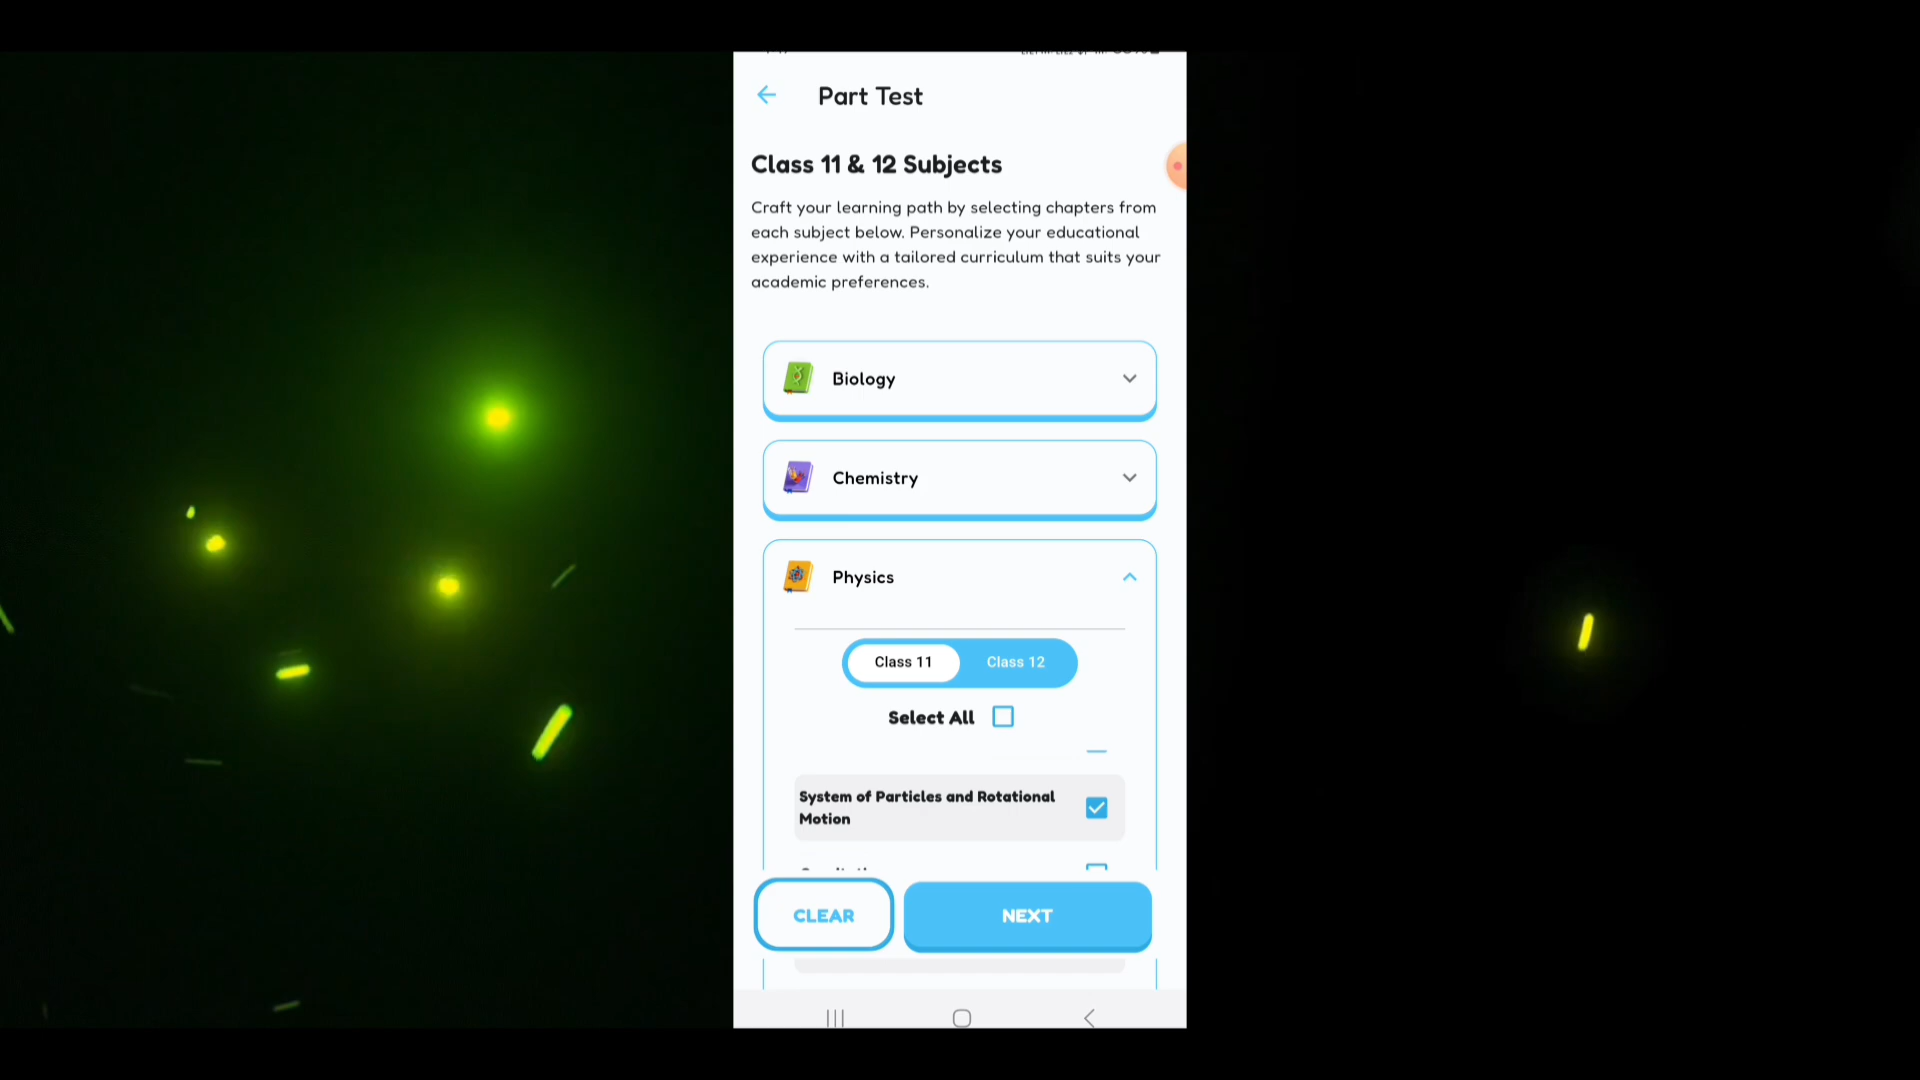 Part Test
Class 11 & 12 Subjects
Craft your learning path by selecting chapters from
each subject below. Personalize your educational
experience with a tailored curriculum that suits your
academic preferences.
Biology
Chemistry
Physics
Class 11 Class 12
Select All
System of Particles and Rotational
Motion
CLEAR NEXT